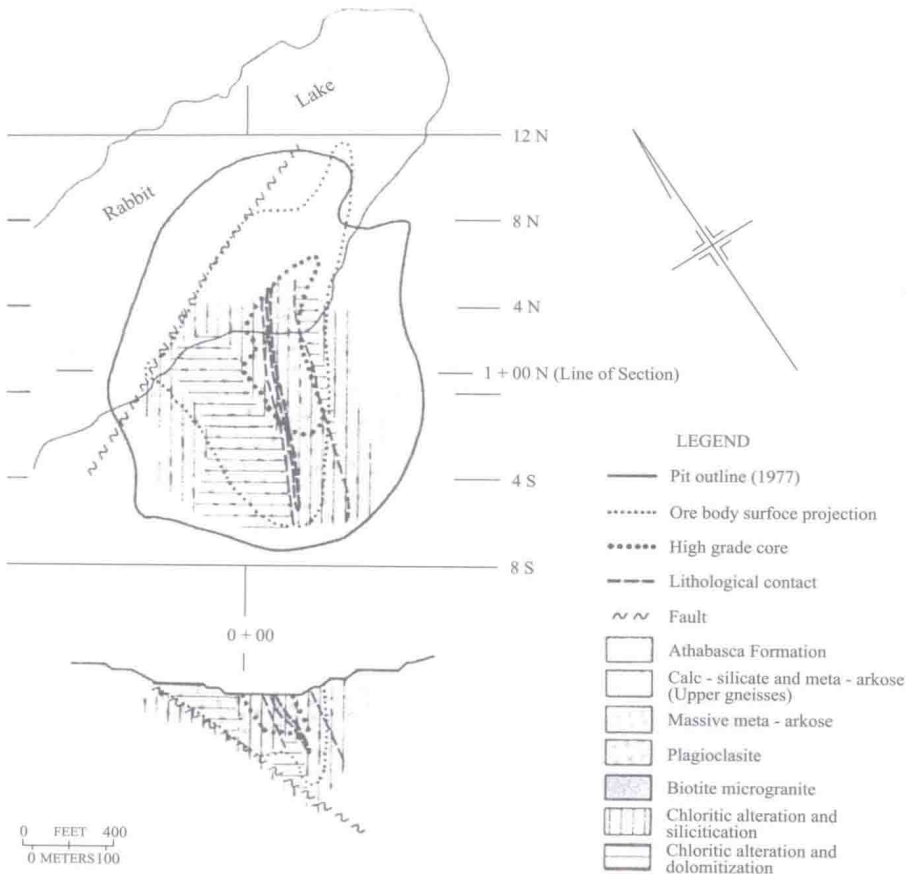 Lake
12 N
Rabbit
8 N
4 N
1 + 00 N (Line of Section)
4 S
8 S
0 + 00
LEGEND
Pit outline (1977)
Ore body surfoce projection
High grade core
Lithological contact
Fault
Athabasca Formation
Calc - silicate and meta - arkose
(Upper gneisses)
Massive meta - arkose
Plagioclasite
Biotite microgranite
Chloritic alteration and
silicitication
Chloritic alteration and
dolomitization
0 FEET 400
0 METERS 100